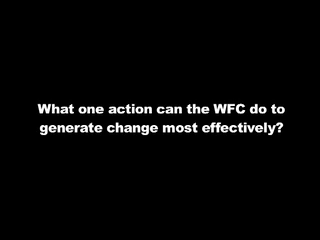 What one action can the WFC do to
generate change most effectively?